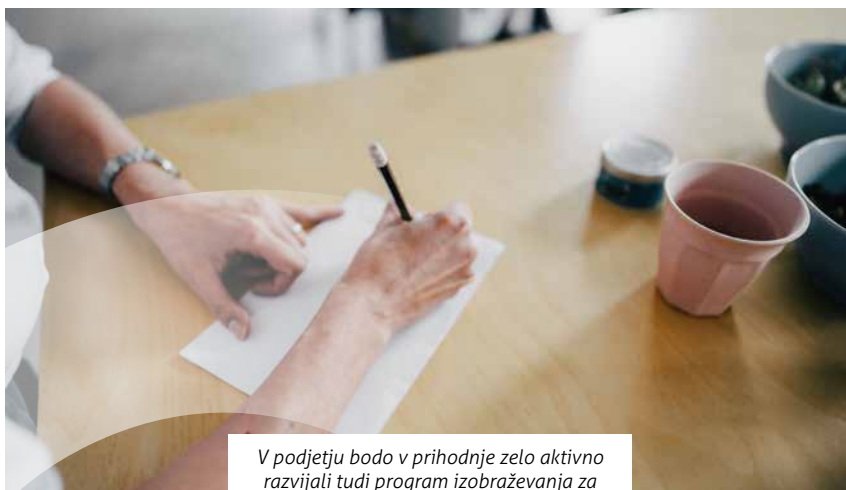 V podjetju bodo v prihodnje zelo aktivno
razvijali tudi program izobraževanja za